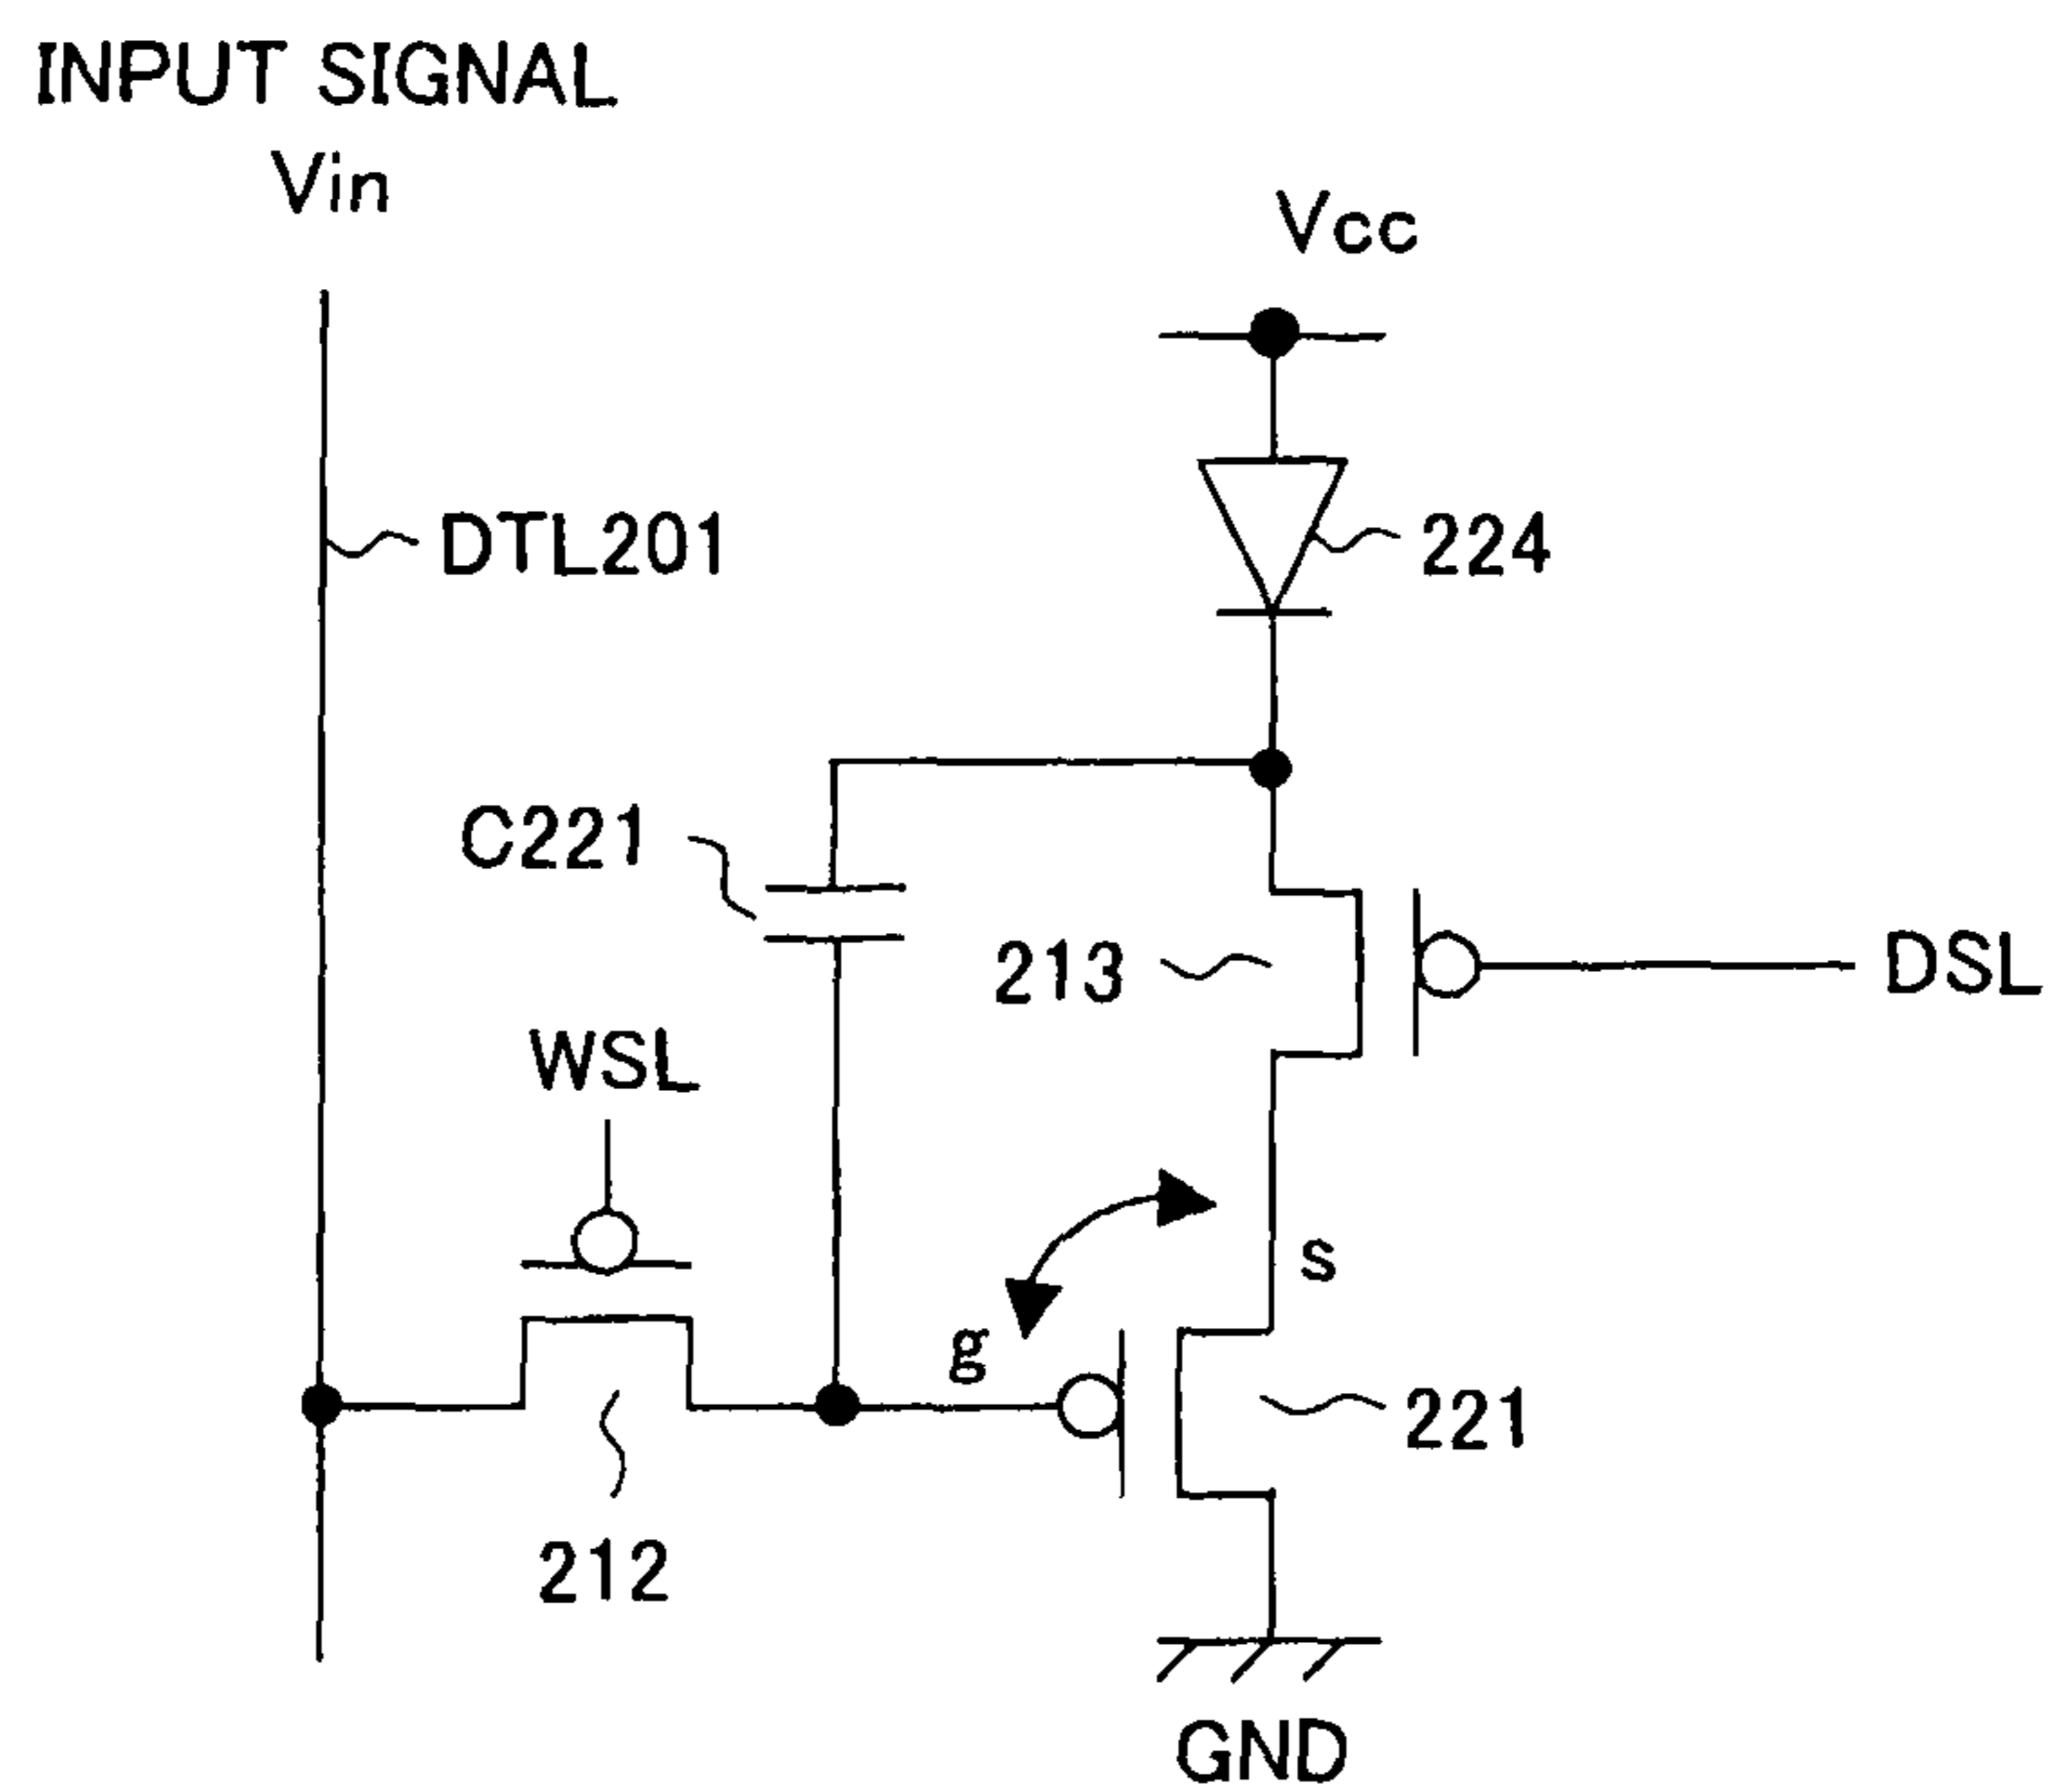 INPUT SIGNAL
Vin
Vcc
DTL201
224
C221
213
DSL
WSL
s
g
221
212
GND